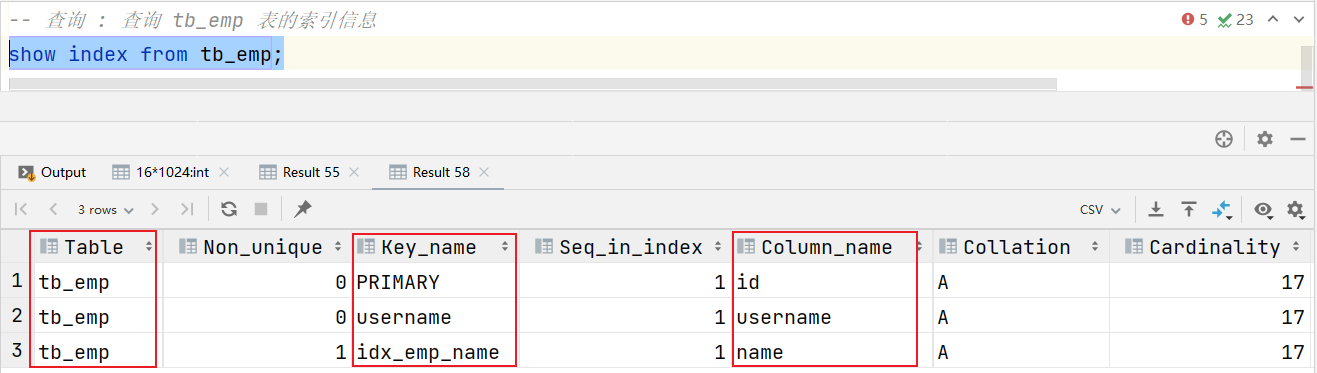 -- 查询 : 查询 tb_emp 表的索引信息
5 23
show index from tb_emp;
Output 16*1024:int Result 55 Result 58
3 rows CSV
Table Non_unique Key_name Seq_in_index Column_name Collation Cardinality
1 tb_emp 0 PRIMARY 1 id A 17
2 tb_emp 0 username 1 username A 17
3 tb_emp 1 idx_emp_name 1 name A 17